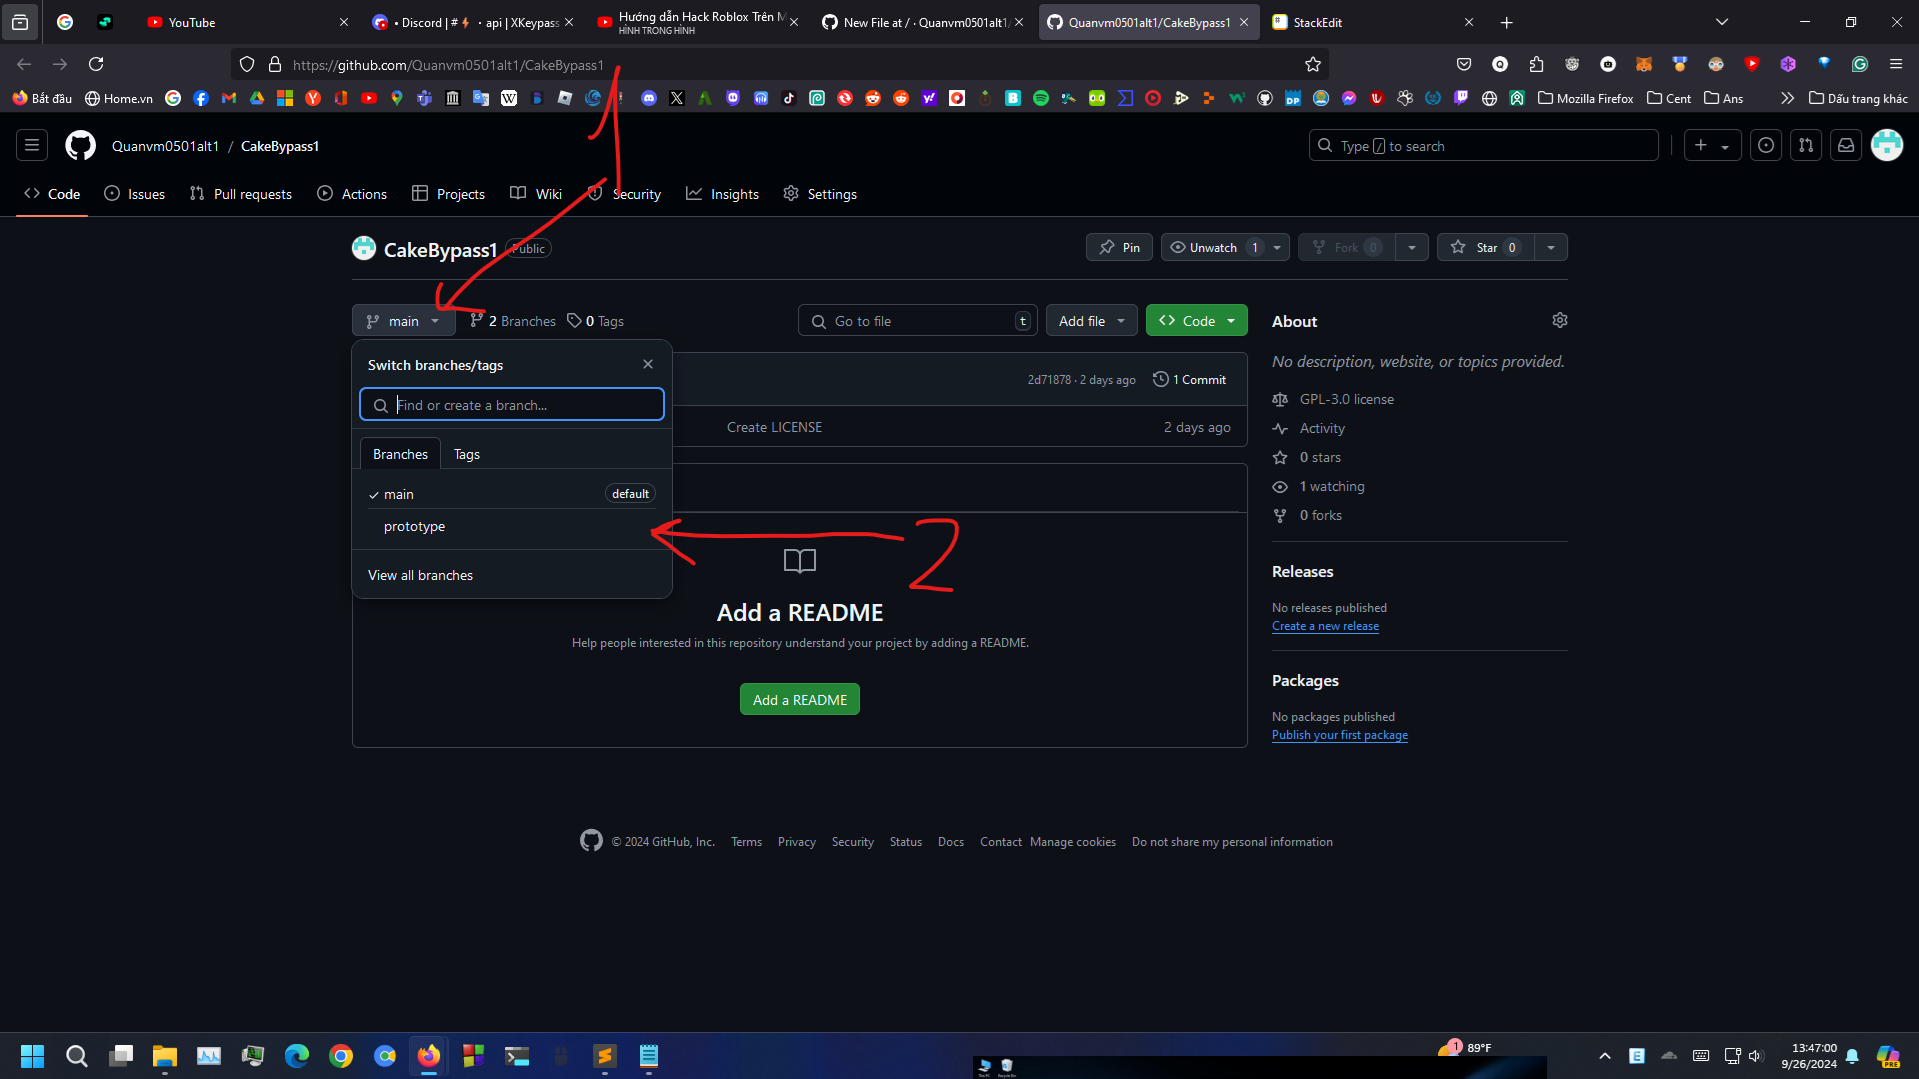 YouTube
• Discord | #⚡ • api | XKeypass
Hướng dẫn Hack Roblox Trên M
HÌNH TRONG HÌNH
New File at / · Quanvm0501alt1/
Quanvm0501alt1/CakeBypass1
StackEdit
https://github.com/Quanvm0501alt1/CakeBypass1
Bắt đầu
Home.vn
Mozilla Firefox
Cent
Ans
Dấu trang khác
1
Quanvm0501alt1 / CakeBypass1
Type / to search
Code
Issues
Pull requests
Actions
Projects
Wiki
Security
Insights
Settings
CakeBypass1
Public
Pin
Unwatch 1
Fork 0
Star 0
main
2 Branches
0 Tags
Go to file
t
Add file
Code
About
No description, website, or topics provided.
GPL-3.0 license
Activity
0 stars
1 watching
0 forks
Switch branches/tags
Find or create a branch...
Branches
Tags
main
default
prototype
View all branches
2d71878 · 2 days ago
1 Commit
Create LICENSE
2 days ago
2
Add a README
Help people interested in this repository understand your project by adding a README.
Add a README
Releases
No releases published
Create a new release
Packages
No packages published
Publish your first package
© 2024 GitHub, Inc.
Terms
Privacy
Security
Status
Docs
Contact
Manage cookies
Do not share my personal information
1
89°F
13:47:00
9/26/2024